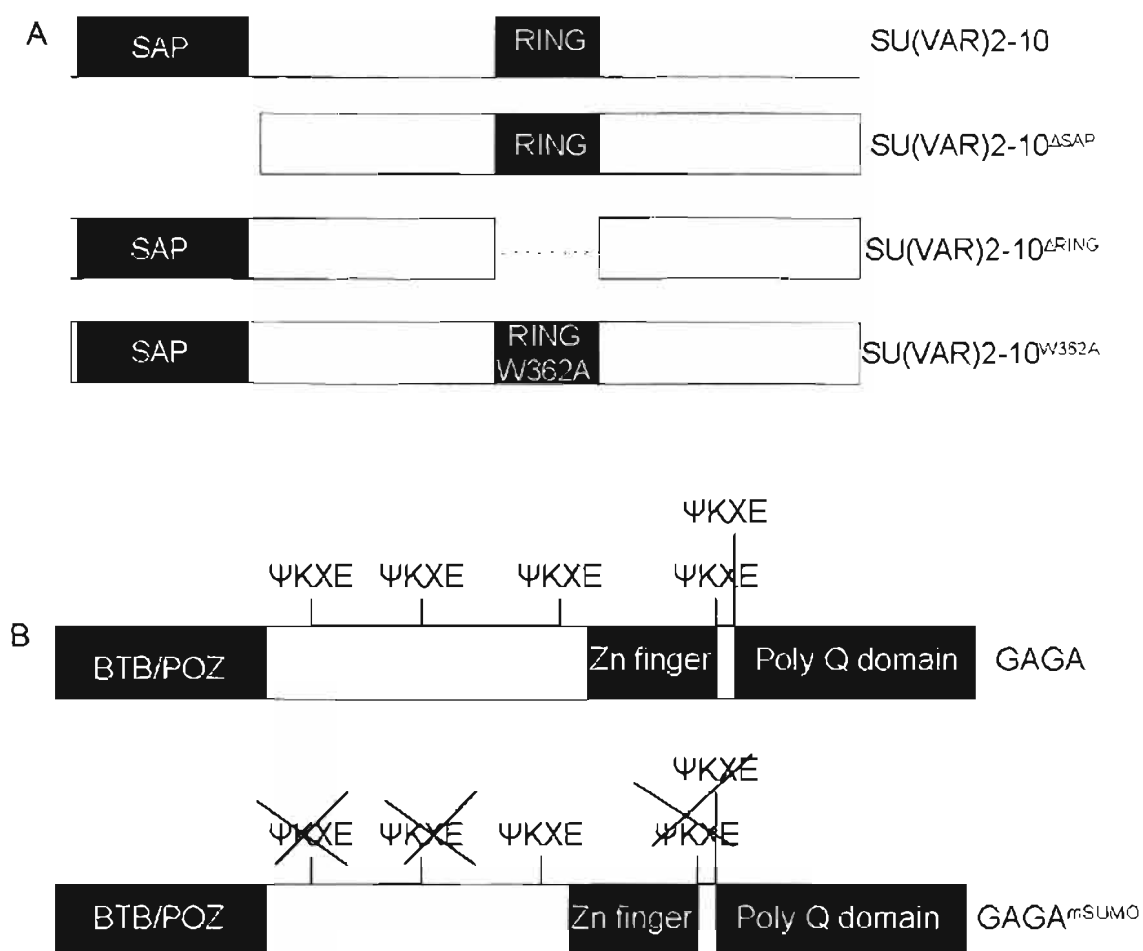 A
SAP RING SU(VAR)2-10
RING SU(VAR)2-10ΔSAP
SAP SU(VAR)2-10ΔRING
SAP RING W362A SU(VAR)2-10W362A
ΨKXE
ΨKXE ΨKXE ΨKXE ΨKXE
B
BTB/POZ Zn finger Poly Q domain GAGA
ΨKXE
ΨKXE ΨKXE ΨKXE ΨKXE
BTB/POZ Zn finger Poly Q domain GAGAmSUMO